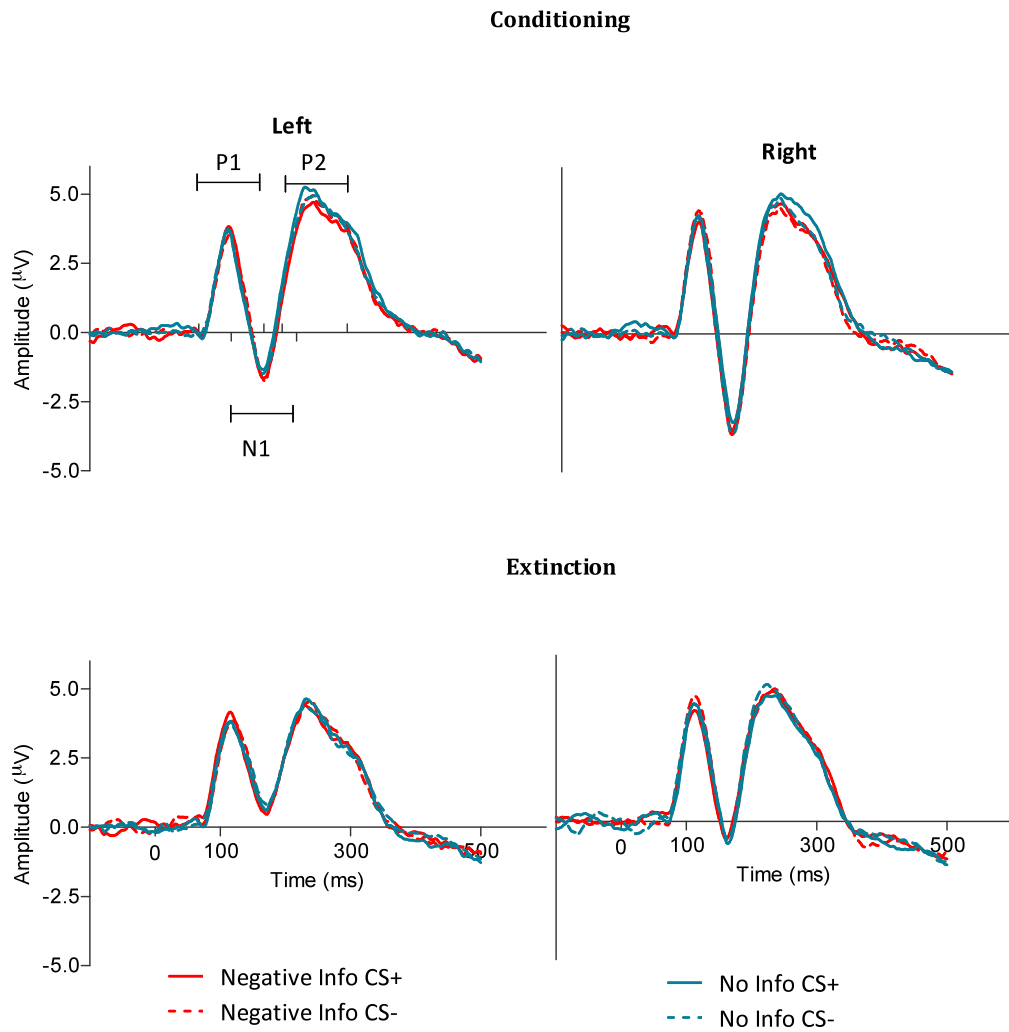 Conditioning
Left
Right
P1
P2
5.0
2.5
0.0
-2.5
-5.0
Amplitude (µV)
N1
Extinction
5.0
2.5
0.0
-2.5
-5.0
Amplitude (µV)
0 100 300 500
Time (ms)
0 100 300 500
Time (ms)
Negative Info CS+
Negative Info CS-
No Info CS+
No Info CS-